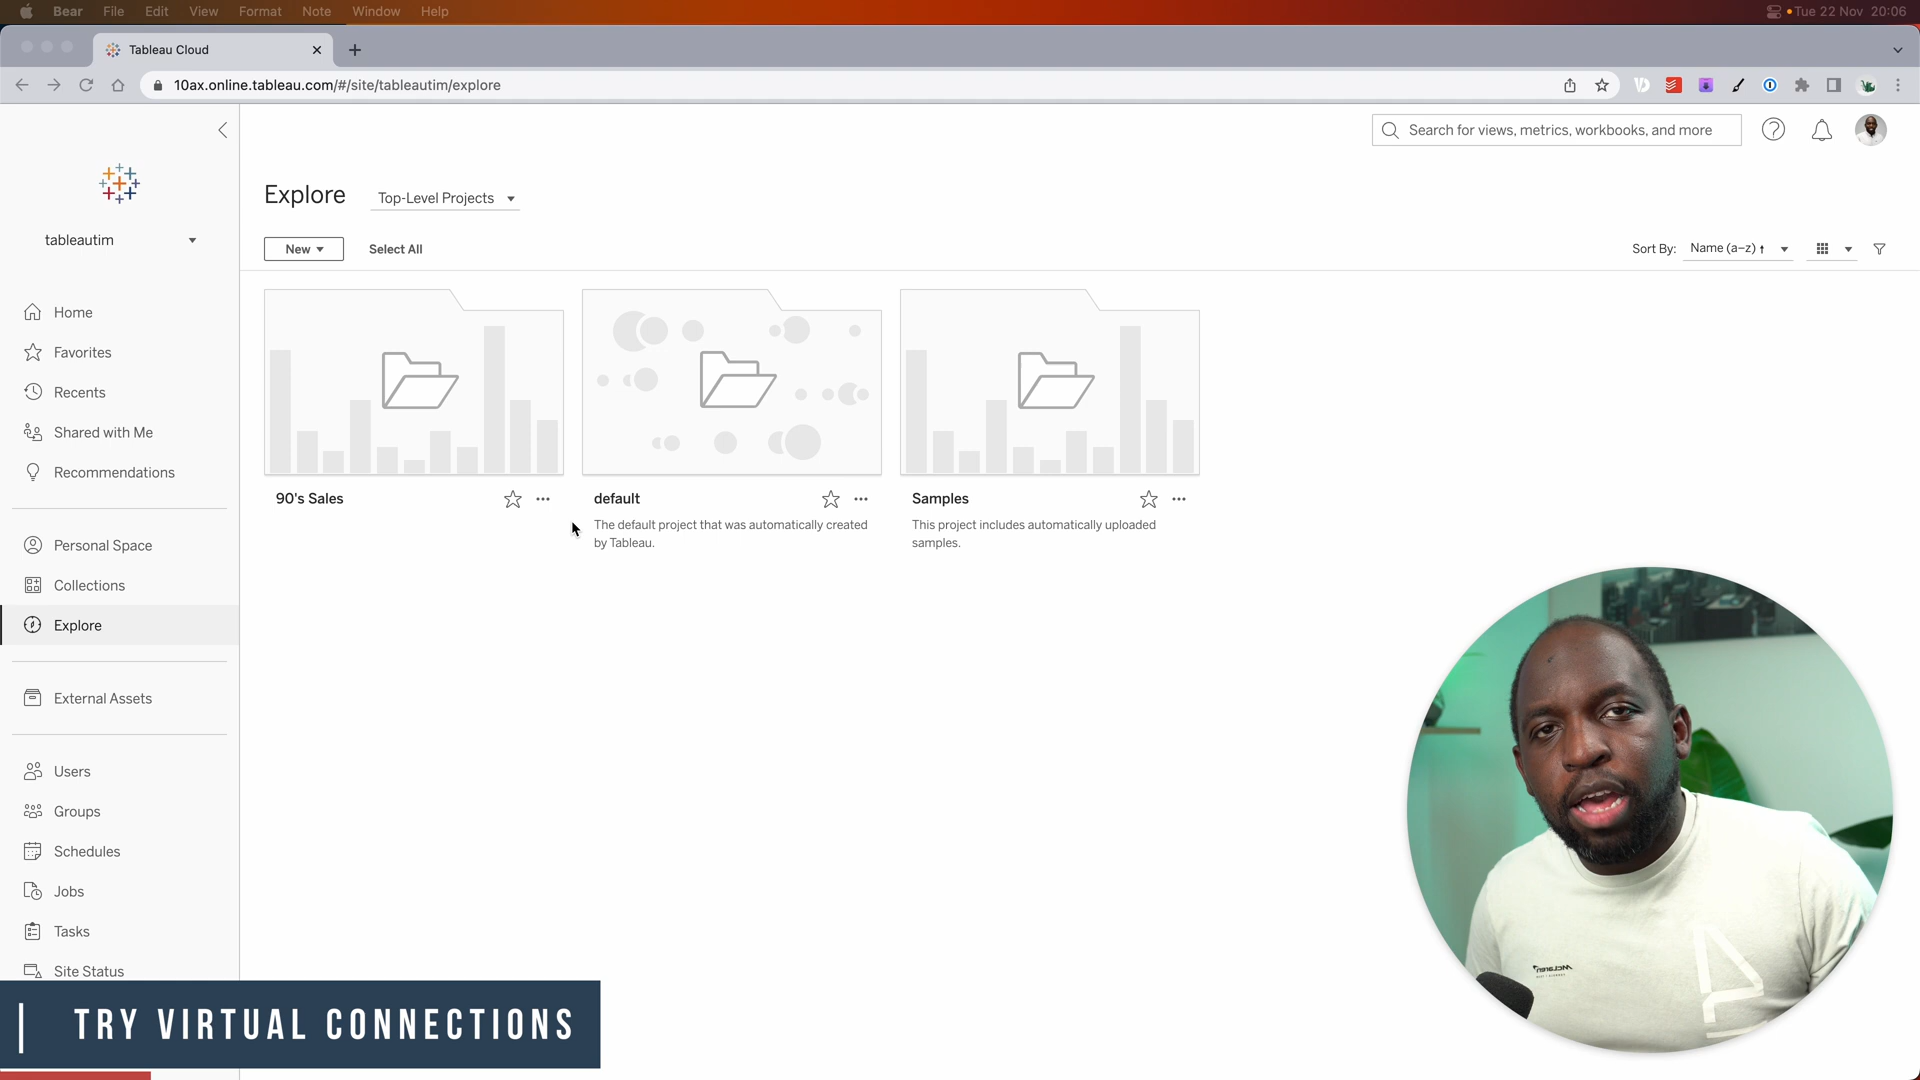 Bear File Edit View Format Note Window Help
Tue 22 Nov 20:06
Tableau Cloud
10ax.online.tableau.com/#/site/tableautim/explore
Search for views, metrics, workbooks, and more
Explore
Top-Level Projects
tableautim
New
Select All
Sort By: Name (a–z)
Home
Favorites
Recents
Shared with Me
Recommendations
Personal Space
Collections
Explore
External Assets
Users
Groups
Schedules
Jobs
Tasks
Site Status
90's Sales
default
The default project that was automatically created
by Tableau.
Samples
This project includes automatically uploaded
samples.
McLaren
TRY VIRTUAL CONNECTIONS